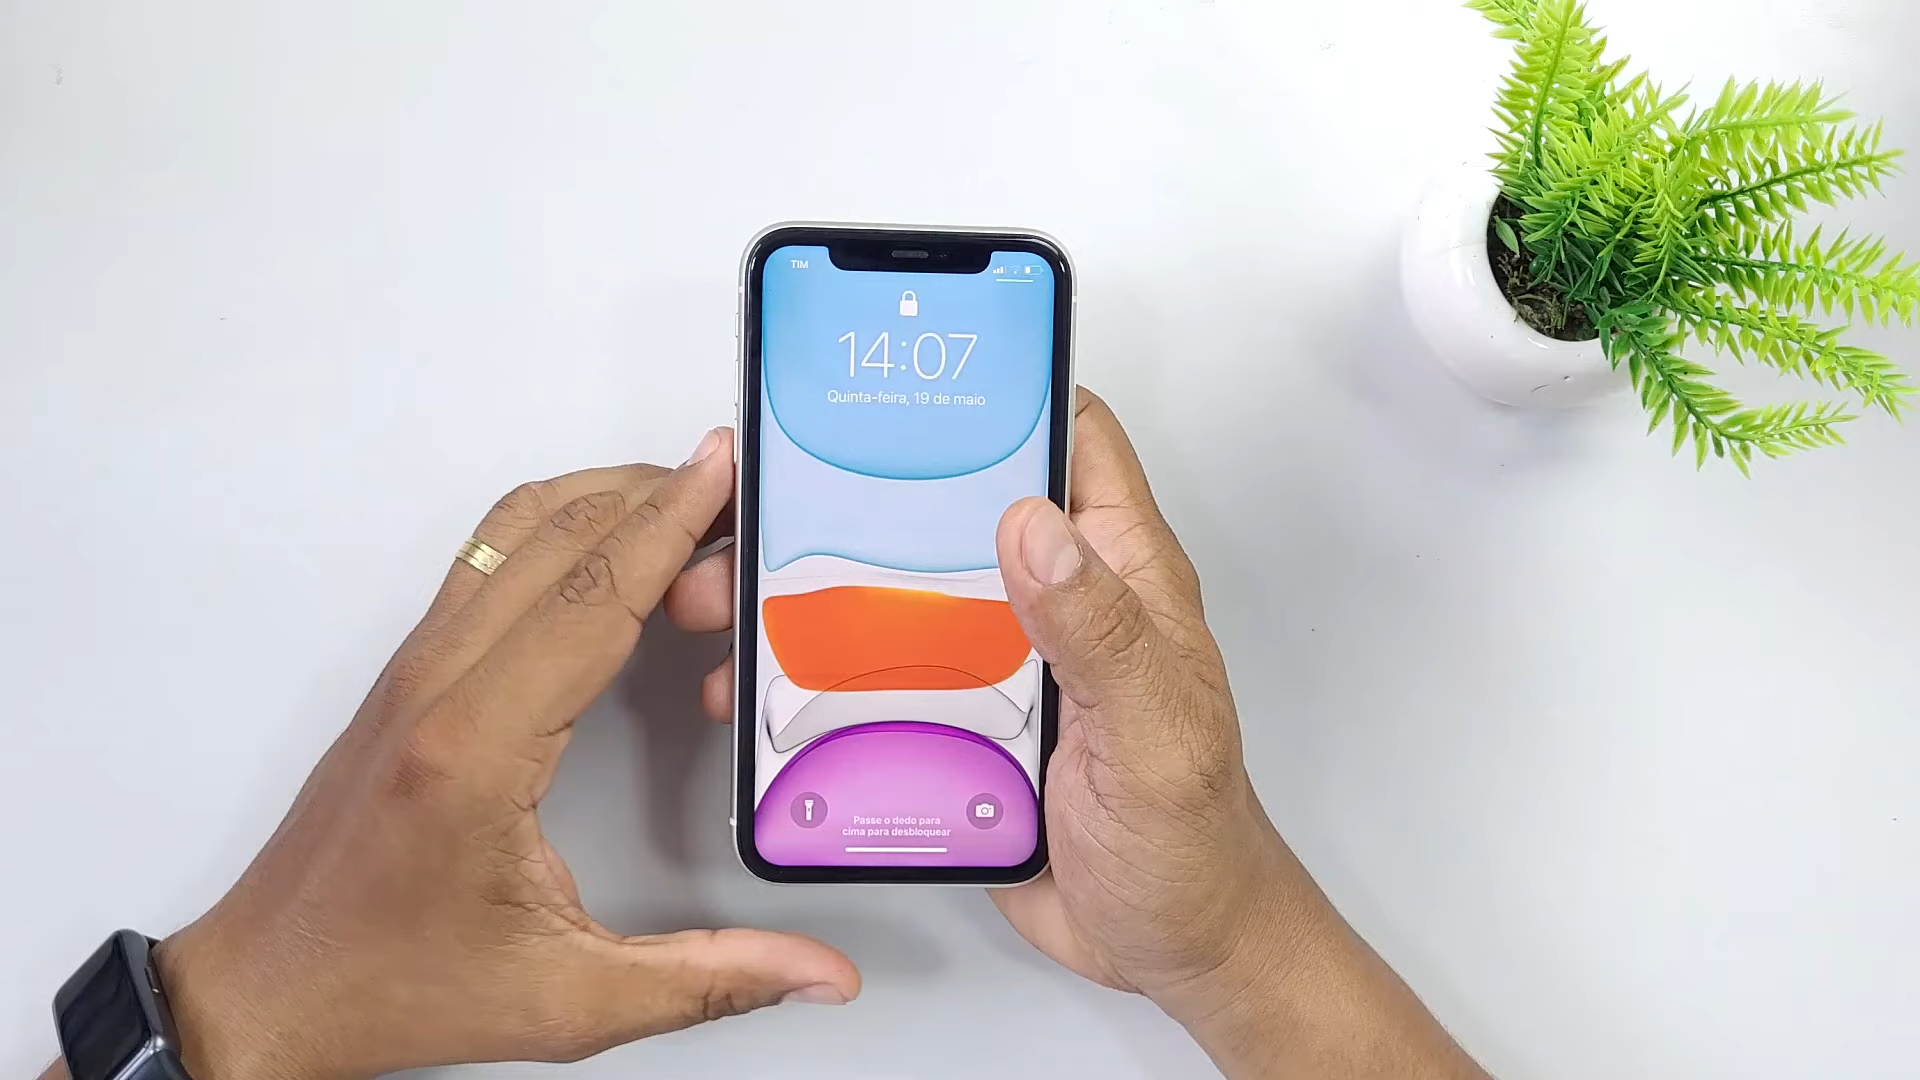 TIM
14:07
Quinta-feira, 19 de maio
Passe o dedo para
cima para desbloquear